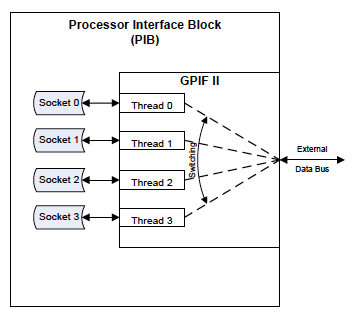 Processor Interface Block
(PIB)
GPIF II
Socket 0
Thread 0
Socket 1
Thread 1
Switching
External
Data Bus
Socket 2
Thread 2
Socket 3
Thread 3